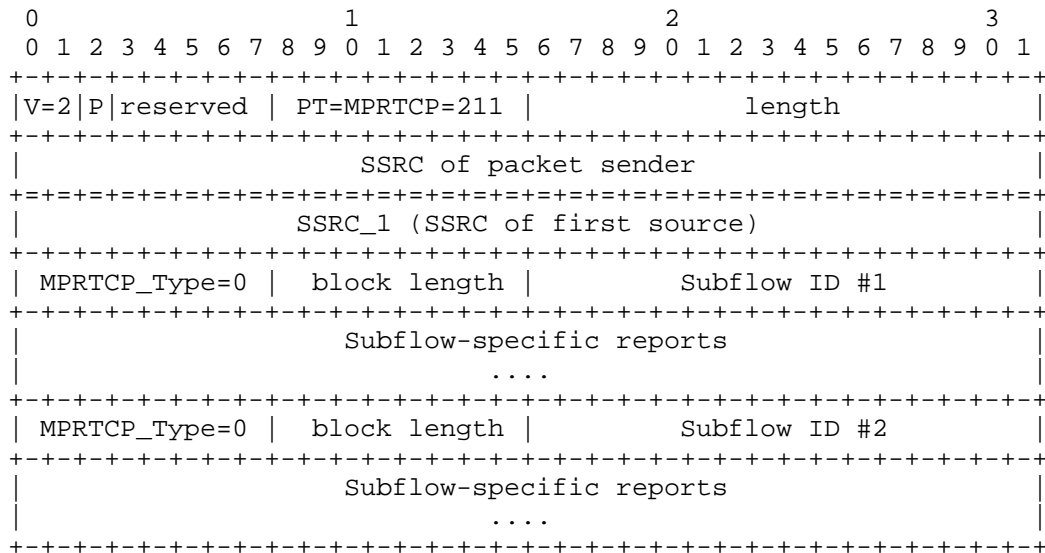 0                   1                   2                   3
 0 1 2 3 4 5 6 7 8 9 0 1 2 3 4 5 6 7 8 9 0 1 2 3 4 5 6 7 8 9 0 1
+-+-+-+-+-+-+-+-+-+-+-+-+-+-+-+-+-+-+-+-+-+-+-+-+-+-+-+-+-+-+-+-+
|V=2|P|reserved | PT=MPRTCP=211 |             length            |
+-+-+-+-+-+-+-+-+-+-+-+-+-+-+-+-+-+-+-+-+-+-+-+-+-+-+-+-+-+-+-+-+
|                     SSRC of packet sender                     |
+=+=+=+=+=+=+=+=+=+=+=+=+=+=+=+=+=+=+=+=+=+=+=+=+=+=+=+=+=+=+=+=+
|                 SSRC_1 (SSRC of first source)                 |
+-+-+-+-+-+-+-+-+-+-+-+-+-+-+-+-+-+-+-+-+-+-+-+-+-+-+-+-+-+-+-+-+
| MPRTCP_Type=0 |  block length |         Subflow ID #1         |
+-+-+-+-+-+-+-+-+-+-+-+-+-+-+-+-+-+-+-+-+-+-+-+-+-+-+-+-+-+-+-+-+
|                    Subflow-specific reports                   |
|                             ....                              |
+-+-+-+-+-+-+-+-+-+-+-+-+-+-+-+-+-+-+-+-+-+-+-+-+-+-+-+-+-+-+-+-+
| MPRTCP_Type=0 |  block length |         Subflow ID #2         |
+-+-+-+-+-+-+-+-+-+-+-+-+-+-+-+-+-+-+-+-+-+-+-+-+-+-+-+-+-+-+-+-+
|                    Subflow-specific reports                   |
|                             ....                              |
+-+-+-+-+-+-+-+-+-+-+-+-+-+-+-+-+-+-+-+-+-+-+-+-+-+-+-+-+-+-+-+-+